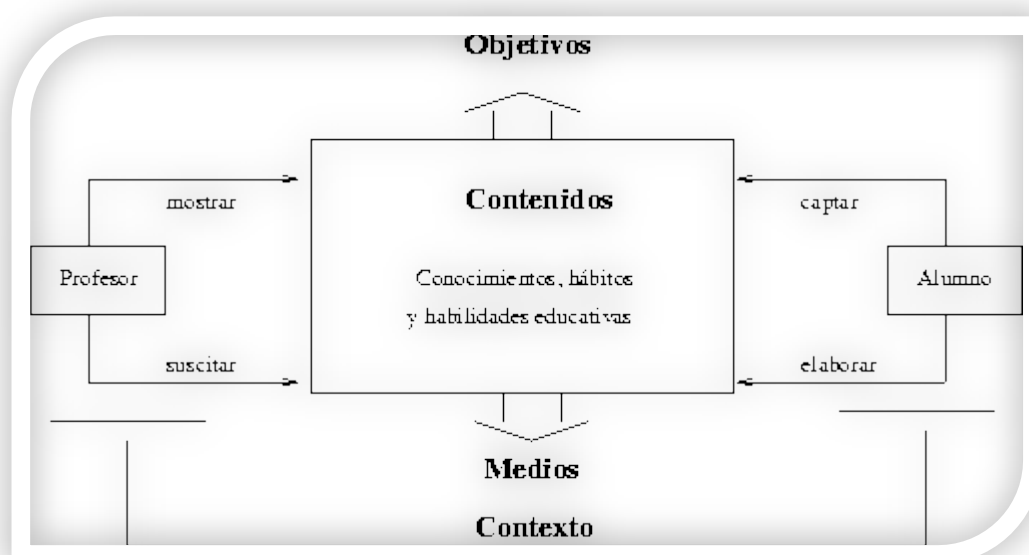 Objetivos
mostrar
Contenidos
captar
Profesor
Conocimientos, hábitos
y habilidades educativas
Alumno
suscitar
elaborar
Medios
Contexto